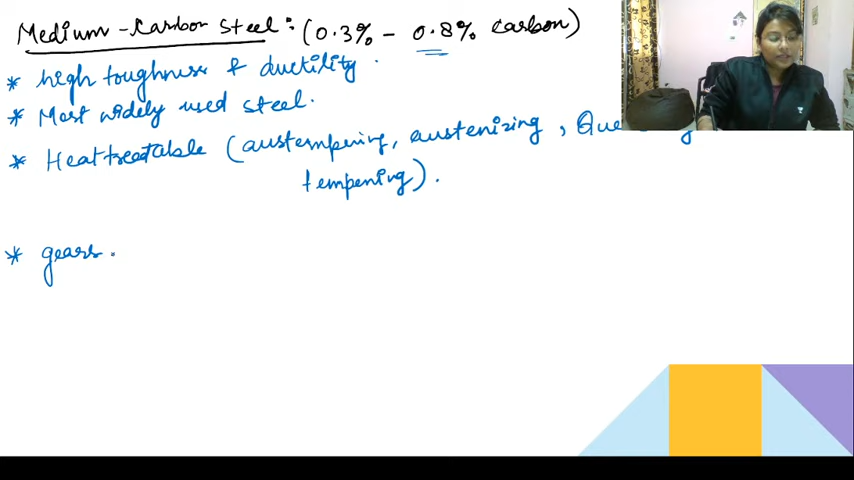 Medium-Carbon Steel: (0.3% - 0.8% carbon)
* high toughness & ductility.
* Most widely used steel.
* Heattreatable (austempering, austenizing,
tempering).
* gears.